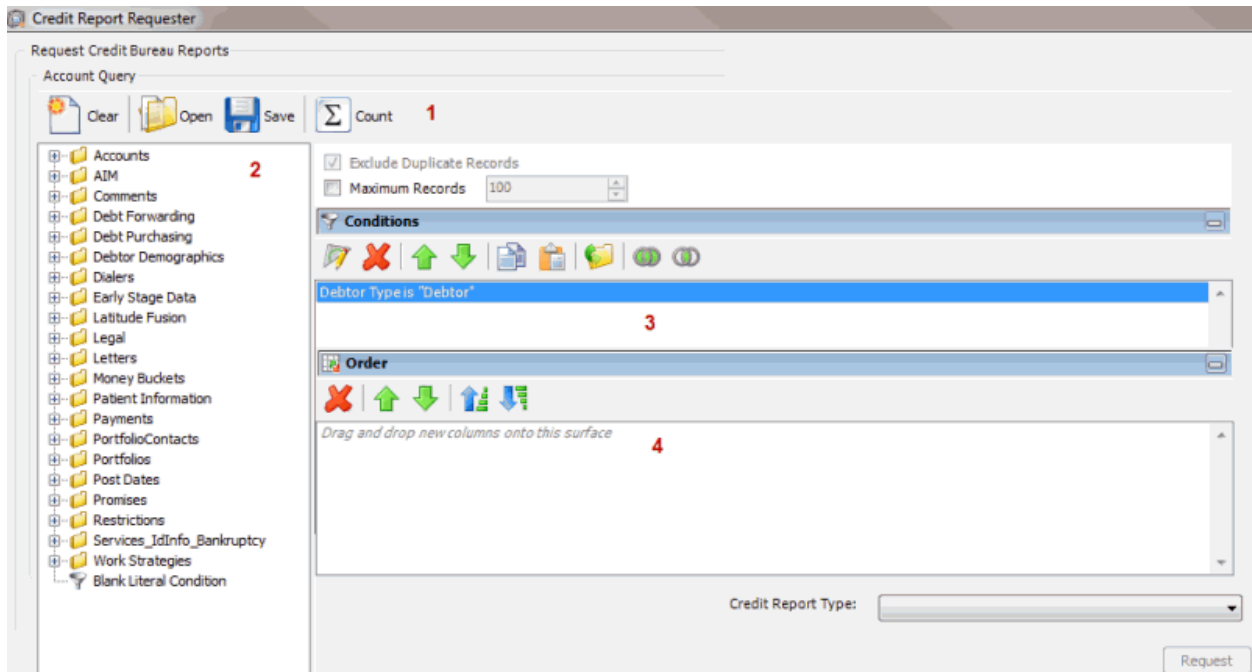 Credit Report Requester
Request Credit Bureau Reports
Account Query
Clear Open Save Σ Count 1
2
Accounts
AIM
Comments
Debt Forwarding
Debt Purchasing
Debtor Demographics
Dialers
Early Stage Data
Latitude Fusion
Legal
Letters
Money Buckets
Patient Information
Payments
PortfolioContacts
Portfolios
Post Dates
Promises
Restrictions
Services_IdInfo_Bankruptcy
Work Strategies
Blank Literal Condition
Exclude Duplicate Records
Maximum Records 100
Conditions
Debtor Type is "Debtor"
3
Order
Drag and drop new columns onto this surface
4
Credit Report Type:
Request